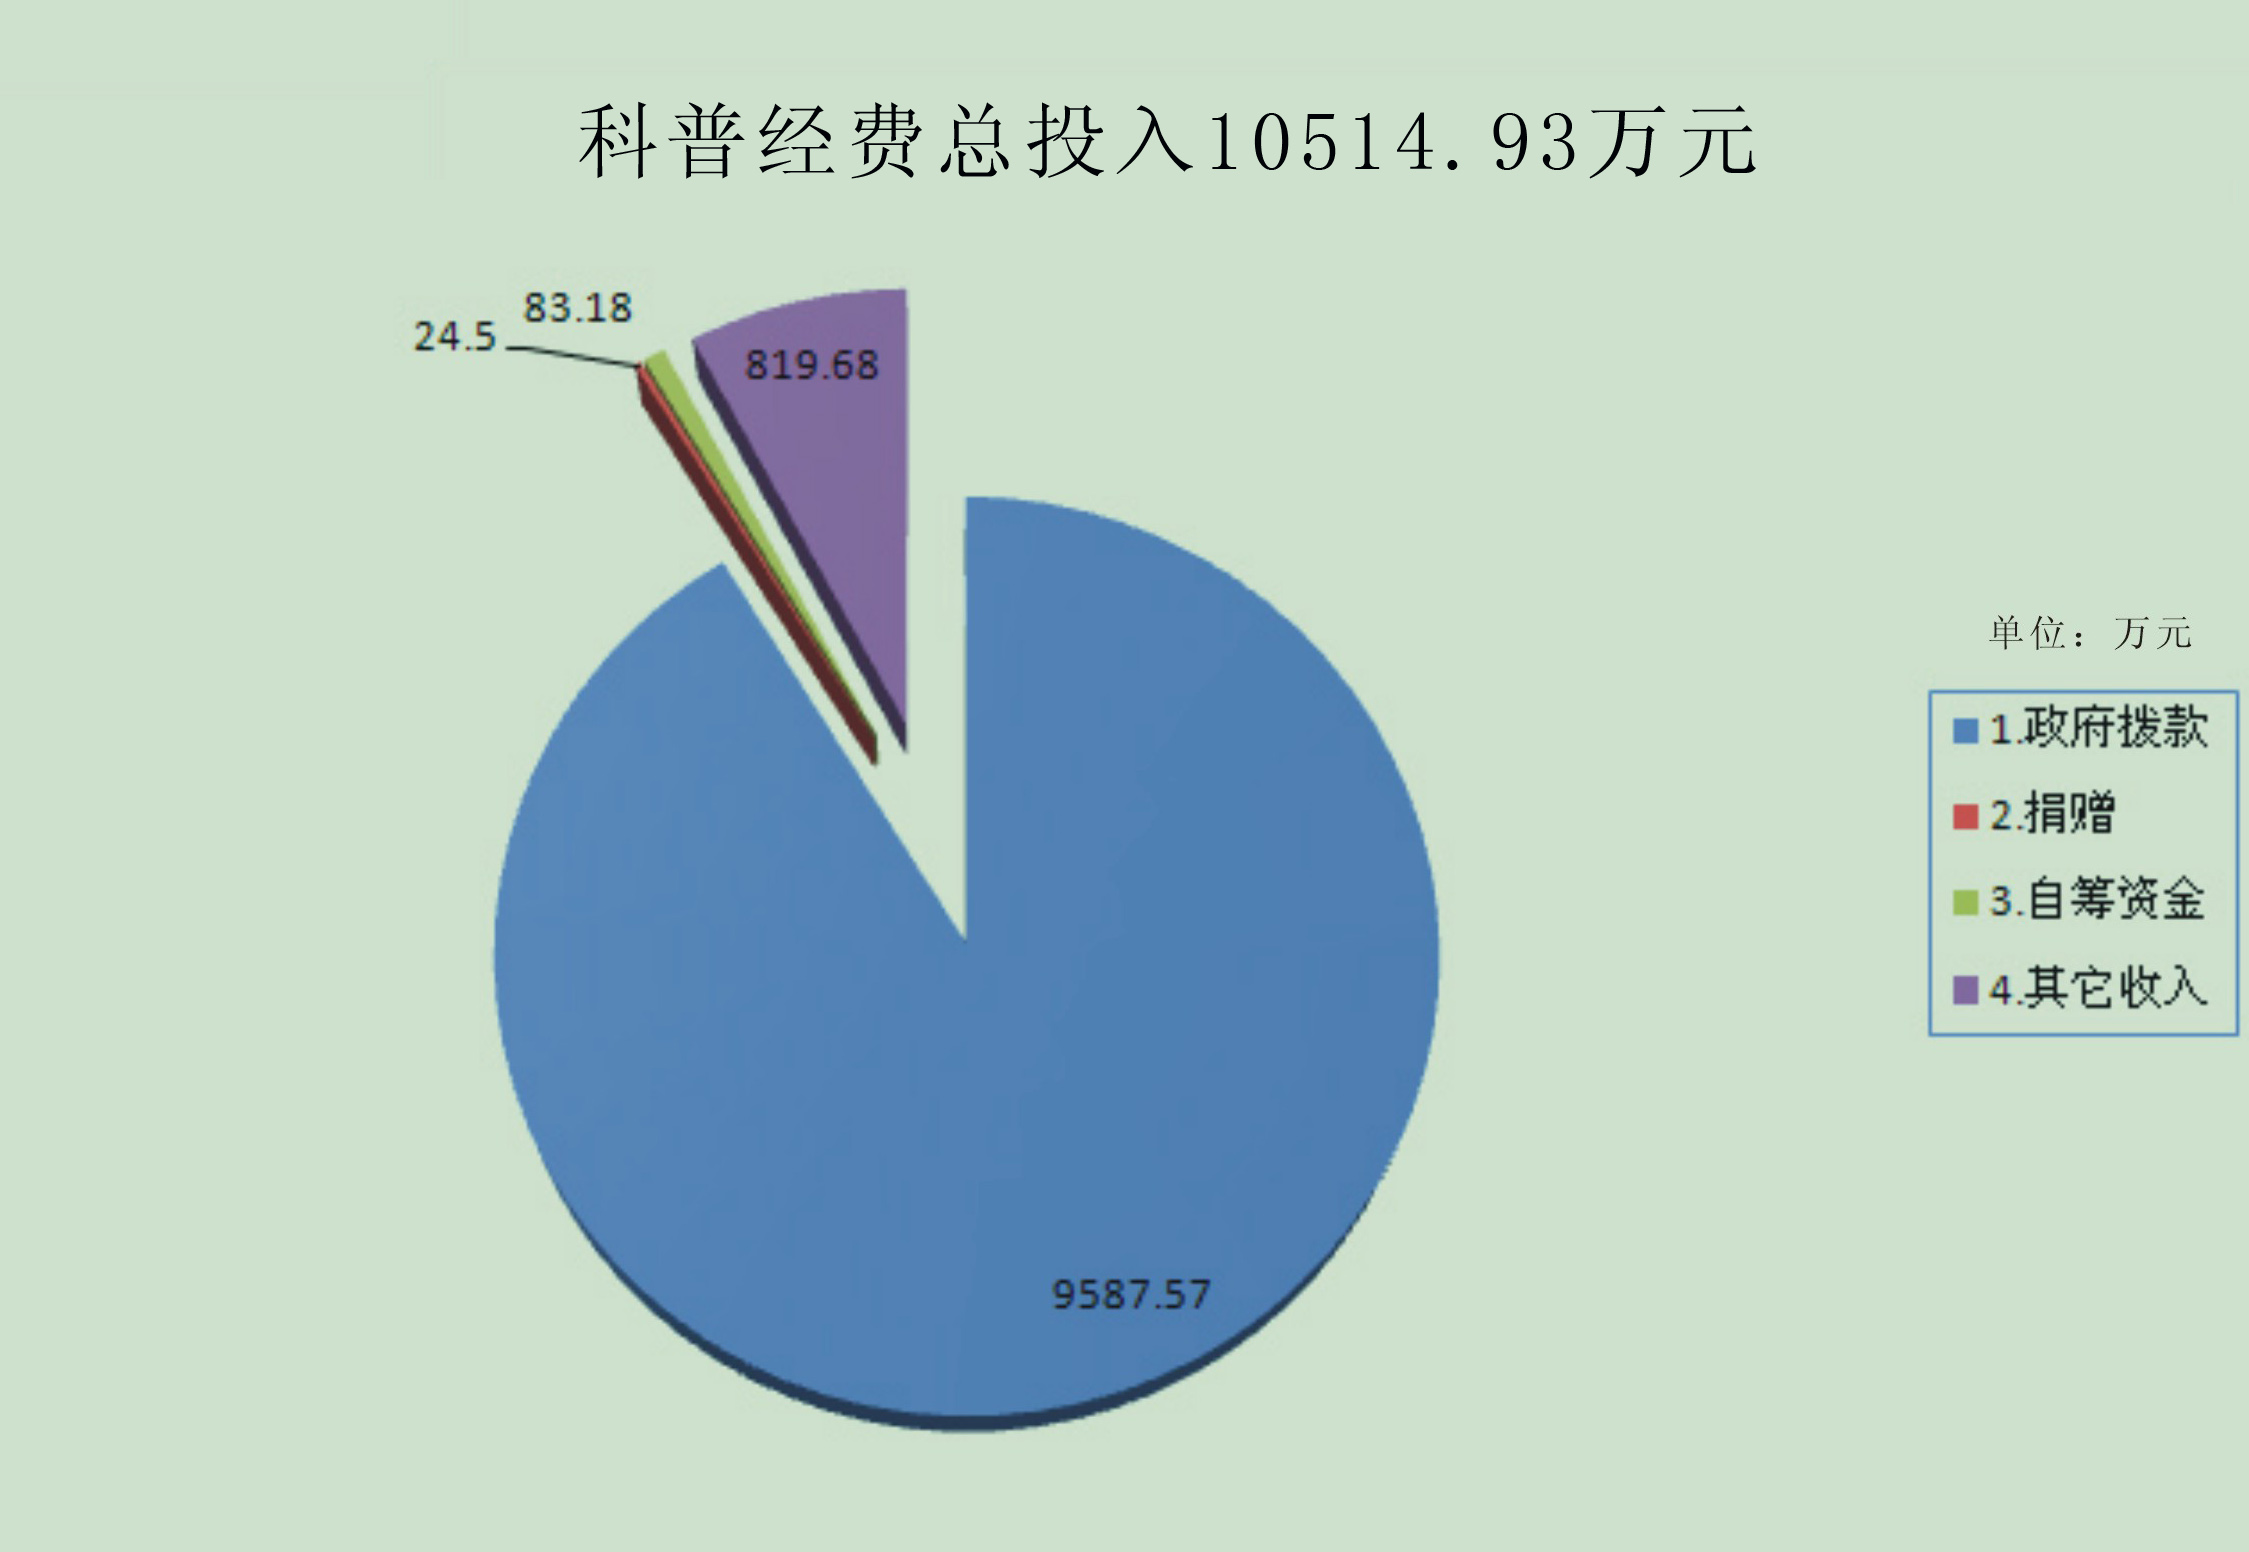 科普经费总投入10514.93万元
83.18
24.5
819.68
单位：万元
1.政府拨款
2.捐赠
3.自筹资金
4.其它收入
9587.57